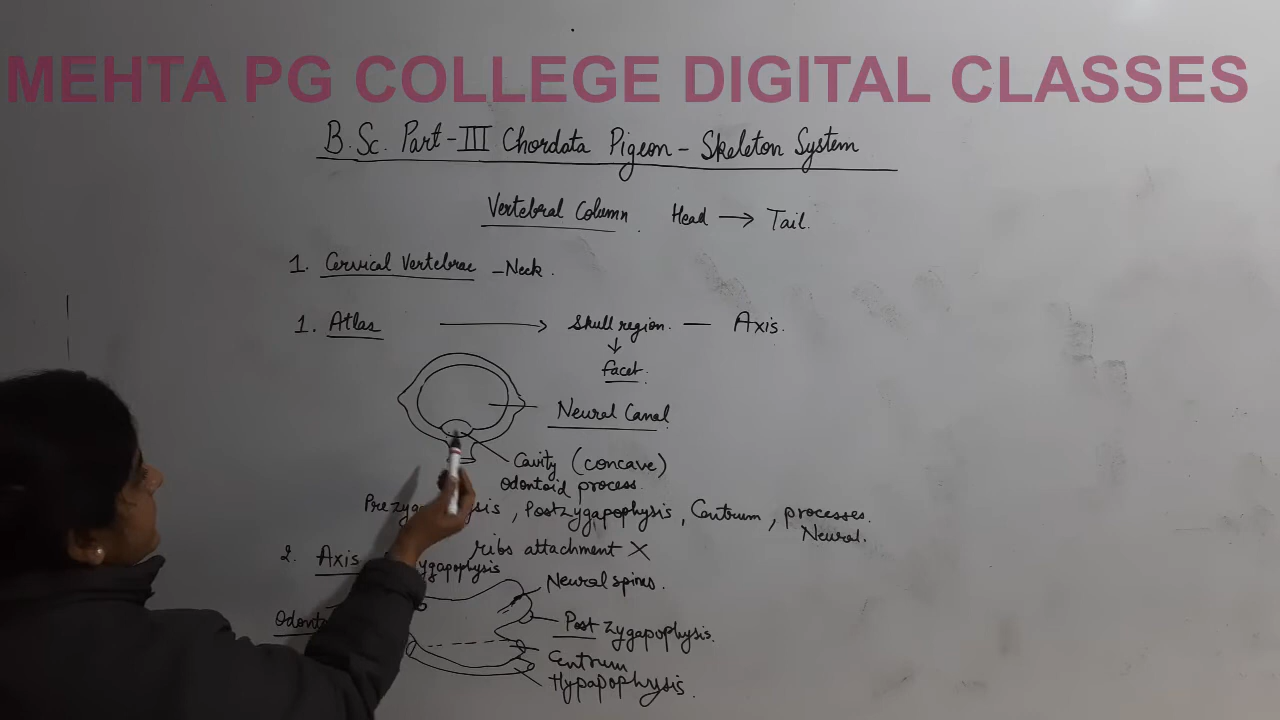 MEHTA PG COLLEGE DIGITAL CLASSES
B.Sc. Part-III Chordata Pigeon - Skeleton System
Vertebral Column. Head → Tail.
1. Cervical Vertebrae - Neck.
1. Atlas → Skull region. — Axis.
↓
facet.
Neural Canal
Cavity (concave)
Odontoid process.
, Postzygapophysis, Centrum, processes.
Neural.
ribs attachment X
2. Axis
Neural spines.
Post zygapophysis.
Centrum
Hypapophysis.